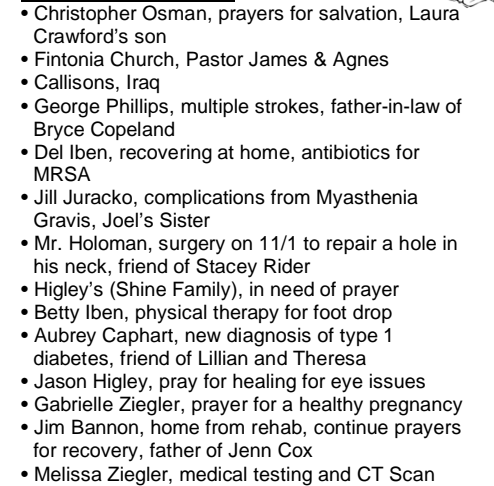 • Christopher Osman, prayers for salvation, Laura
Crawford's son
• Fintonia Church, Pastor James & Agnes
• Callisons, Iraq
• George Phillips, multiple strokes, father-in-law of
Bryce Copeland
• Del Iben, recovering at home, antibiotics for
MRSA
• Jill Juracko, complications from Myasthenia
Gravis, Joel's Sister
• Mr. Holoman, surgery on 11/1 to repair a hole in
his neck, friend of Stacey Rider
• Higley's (Shine Family), in need of prayer
• Betty Iben, physical therapy for foot drop
• Aubrey Caphart, new diagnosis of type 1
diabetes, friend of Lillian and Theresa
• Jason Higley, pray for healing for eye issues
• Gabrielle Ziegler, prayer for a healthy pregnancy
• Jim Bannon, home from rehab, continue prayers
for recovery, father of Jenn Cox
• Melissa Ziegler, medical testing and CT Scan